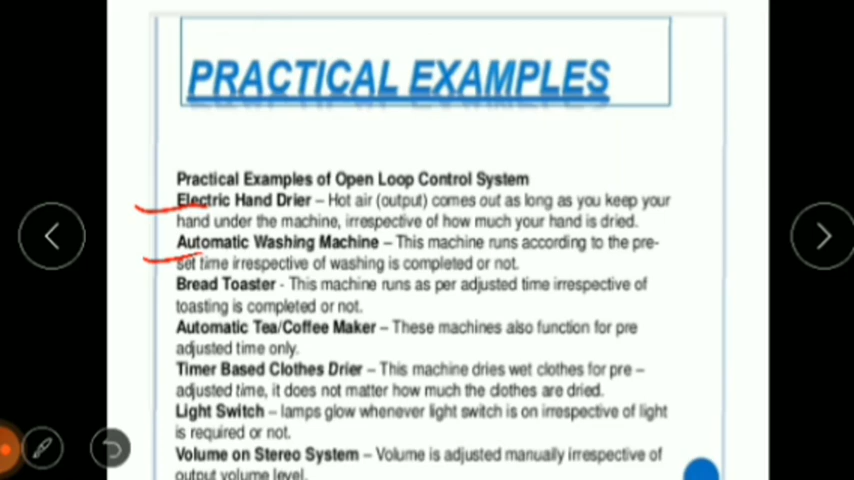 PRACTICAL EXAMPLES
Practical Examples of Open Loop Control System
Electric Hand Drier – Hot air (output) comes out as long as you keep your
hand under the machine, irrespective of how much your hand is dried.
Automatic Washing Machine – This machine runs according to the pre-
set time irrespective of washing is completed or not.
Bread Toaster - This machine runs as per adjusted time irrespective of
toasting is completed or not.
Automatic Tea/Coffee Maker – These machines also function for pre
adjusted time only.
Timer Based Clothes Drier – This machine dries wet clothes for pre –
adjusted time, it does not matter how much the clothes are dried.
Light Switch – lamps glow whenever light switch is on irrespective of light
is required or not.
Volume on Stereo System – Volume is adjusted manually irrespective of
output volume level.